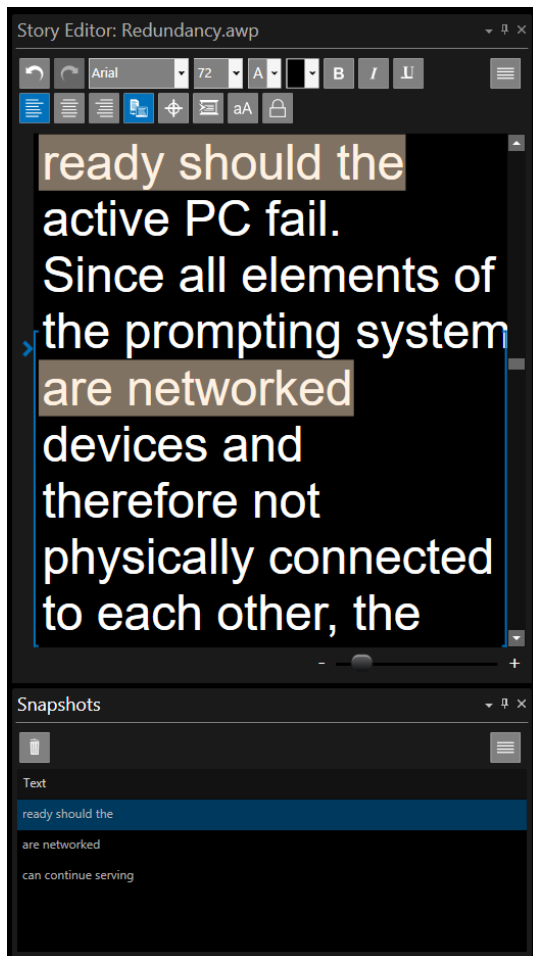 Story Editor: Redundancy.awp
Arial 72 A B I U
aA
ready should the
active PC fail.
Since all elements of
the prompting system
are networked
devices and
therefore not
physically connected
to each other, the
- +
Snapshots
Text
ready should the
are networked
can continue serving